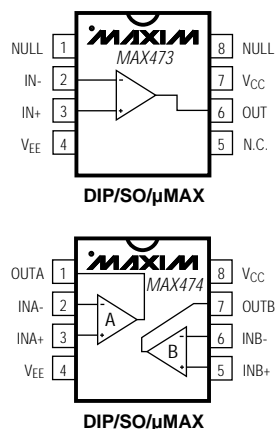 MAXIM
MAX473
NULL 1
IN- 2
IN+ 3
VEE 4
8 NULL
7 VCC
6 OUT
5 N.C.
- +
DIP/SO/µMAX
MAXIM
MAX474
OUTA 1
INA- 2
INA+ 3
VEE 4
8 VCC
7 OUTB
6 INB-
5 INB+
- A +
- B +
DIP/SO/µMAX